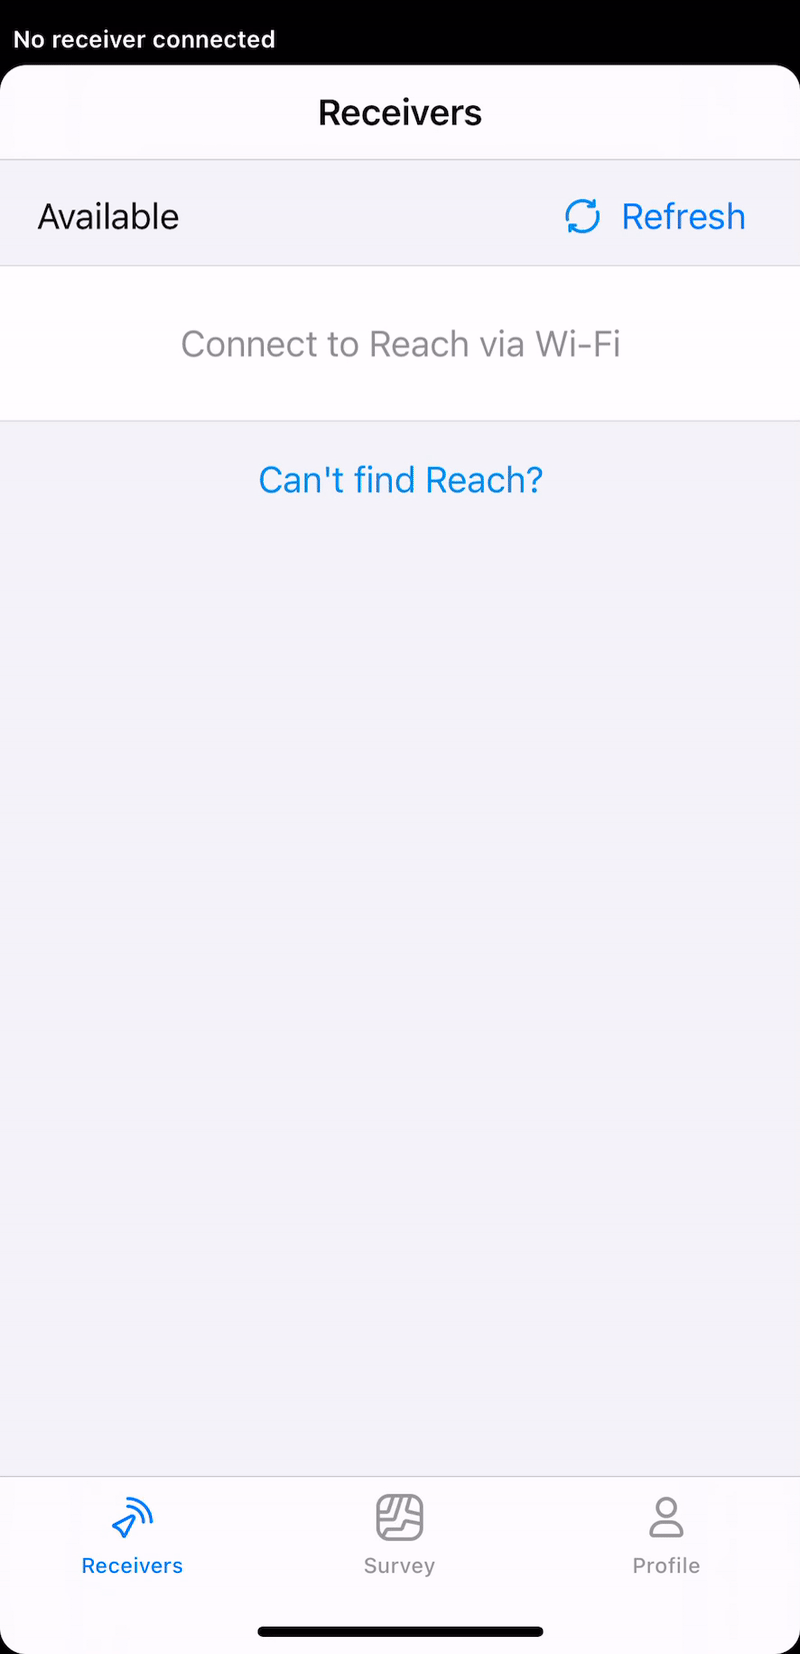 No receiver connected
Receivers
Available
Refresh
Connect to Reach via Wi-Fi
Can't find Reach?
Receivers
Survey
Profile